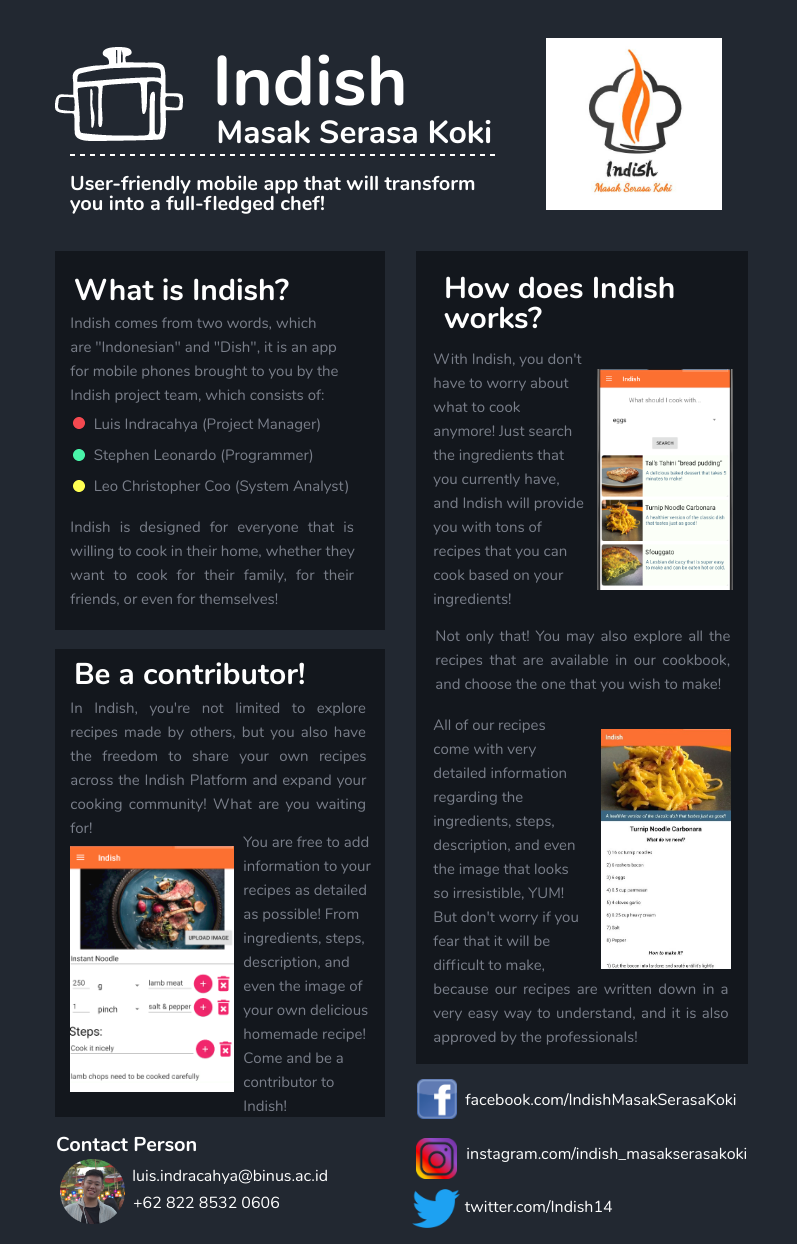 Indish
Masak Serasa Koki
User-friendly mobile app that will transform
you into a full-fledged chef!
Indish
Masak Serasa Koki
What is Indish?
Indish comes from two words, which
are "Indonesian" and "Dish", it is an app
for mobile phones brought to you by the
Indish project team, which consists of:
Luis Indracahya (Project Manager)
Stephen Leonardo (Programmer)
Leo Christopher Coo (System Analyst)
Indish is designed for everyone that is
willing to cook in their home, whether they
want to cook for their family, for their
friends, or even for themselves!
Be a contributor!
In Indish, you're not limited to explore
recipes made by others, but you also have
the freedom to share your own recipes
across the Indish Platform and expand your
cooking community! What are you waiting
for!
You are free to add
information to your
recipes as detailed
as possible! From
ingredients, steps,
description, and
even the image of
your own delicious
homemade recipe!
Come and be a
contributor to
Indish!
Indish
UPLOAD IMAGE
Instant Noodle
250 g lamb meat
1 pinch salt & pepper
Steps:
Cook it nicely
lamb chops need to be cooked carefully
Contact Person
luis.indracahya@binus.ac.id
+62 822 8532 0606
How does Indish
works?
With Indish, you don't
have to worry about
what to cook
anymore! Just search
the ingredients that
you currently have,
and Indish will provide
you with tons of
recipes that you can
cook based on your
ingredients!
Indish
What should I cook with...
eggs
SEARCH
Tal's Tahini "bread pudding"
A delicious baked dessert that takes 5
minutes to make!
Turnip Noodle Carbonara
A healthier version of the classic dish
that tastes just as good!
Sfouggato
A Lesbian delicacy that is super easy
to make and can be eaten hot or cold.
Not only that! You may also explore all the
recipes that are available in our cookbook,
and choose the one that you wish to make!
All of our recipes
come with very
detailed information
regarding the
ingredients, steps,
description, and even
the image that looks
so irresistible, YUM!
But don't worry if you
fear that it will be
difficult to make,
because our recipes are written down in a
very easy way to understand, and it is also
approved by the professionals!
Indish
A healthier version of the classic dish that tastes just as good!
Turnip Noodle Carbonara
What do we need?
1) 16 oz turnip noodles
2) 6 rashers bacon
3) 6 eggs
4) 0.5 cup parmesan
5) 4 cloves garlic
6) 0.25 cup heavy cream
7) Salt
8) Pepper
How to make it?
facebook.com/IndishMasakSerasaKoki
instagram.com/indish_masakserasakoki
twitter.com/Indish14